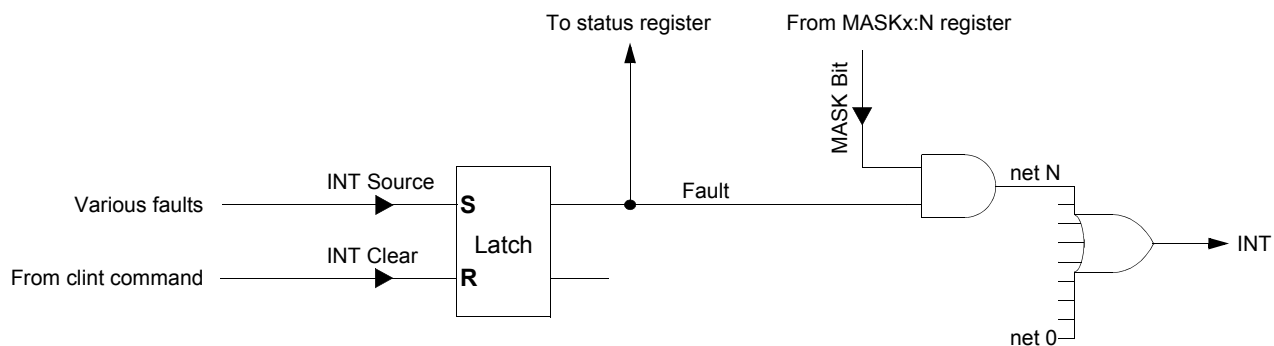 To status register
From MASKx:N register
MASK Bit
INT Source
Various faults
S
Fault
net N
Latch
INT
INT Clear
From clint command
R
net 0